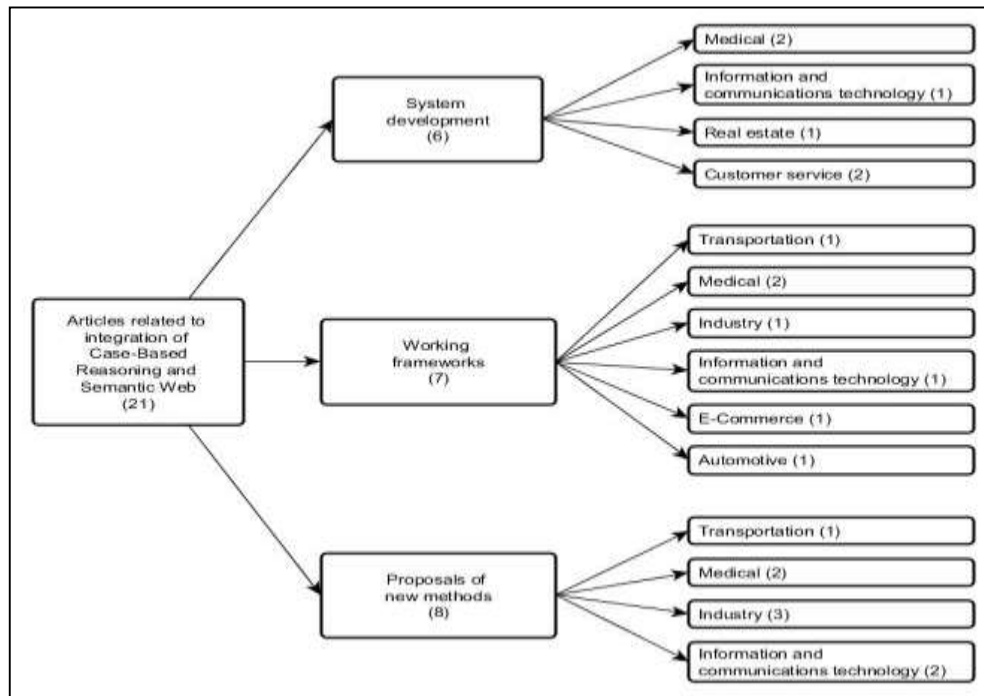 Medical (2)
Information and
communications technology (1)
System
development
(6)
Real estate (1)
Customer service (2)
Transportation (1)
Medical (2)
Articles related to
integration of
Case-Based
Reasoning and
Semantic Web
(21)
Industry (1)
Working
frameworks
(7)
Information and
communications technology (1)
E-Commerce (1)
Automotive (1)
Transportation (1)
Proposals of
new methods
(8)
Medical (2)
Industry (3)
Information and
communications technology (2)